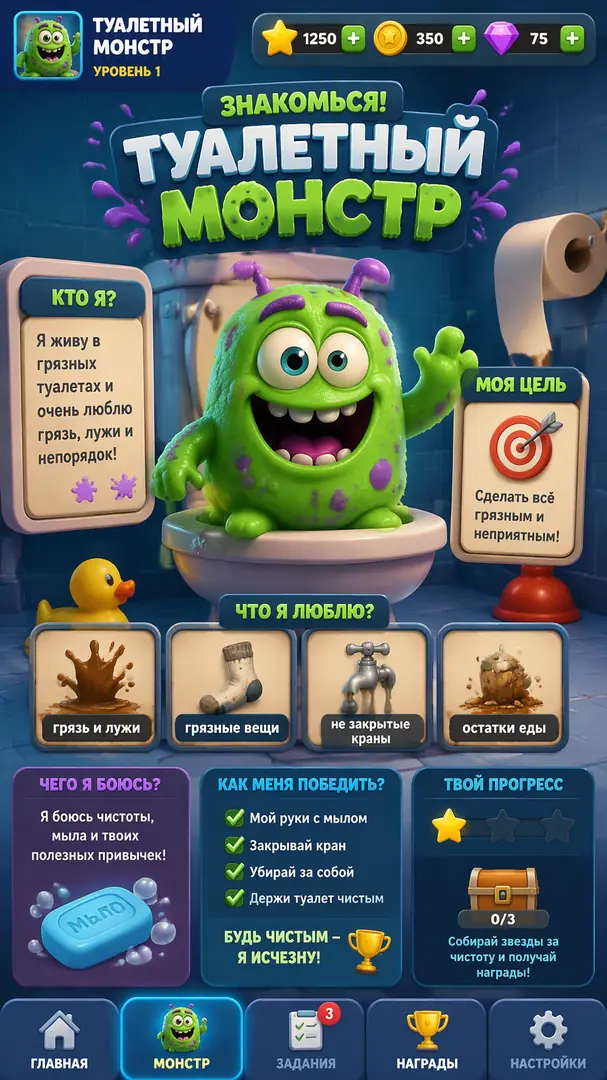 ТУАЛЕТНЫЙ
МОНСТР
УРОВЕНЬ 1
1250
350
75
ЗНАКОМЬСЯ!
ТУАЛЕТНЫЙ
МОНСТР
КТО Я?
Я живу в
грязных
туалетах и
очень люблю
грязь, лужи и
непорядок!
МОЯ ЦЕЛЬ
Сделать всё
грязным и
неприятным!
ЧТО Я ЛЮБЛЮ?
грязь и лужи
грязные вещи
не закрытые
краны
остатки еды
ЧЕГО Я БОЮСЬ?
Я боюсь чистоты,
мыла и твоих
полезных привычек!
МЫЛО
КАК МЕНЯ ПОБЕДИТЬ?
Мой руки с мылом
Закрывай кран
Убирай за собой
Держи туалет чистым
БУДЬ ЧИСТЫМ –
Я ИСЧЕЗНУ!
ТВОЙ ПРОГРЕСС
0/3
Собирай звезды за
чистоту и получай
награды!
ГЛАВНАЯ
МОНСТР
3
ЗАДАНИЯ
НАГРАДЫ
НАСТРОЙКИ